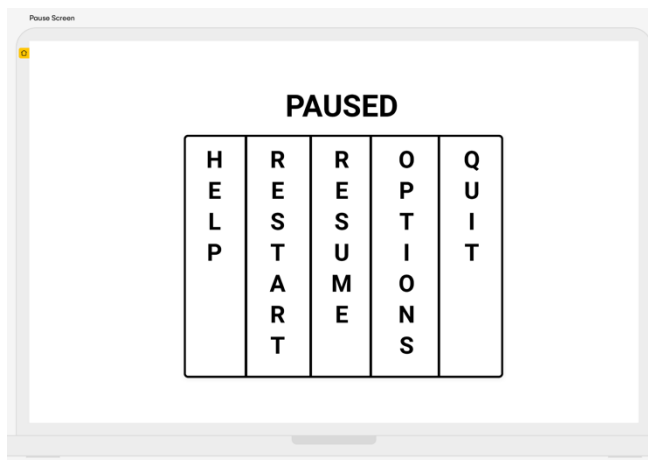 Pause Screen
PAUSED
HELP
RESTART
RESUME
OPTIONS
QUIT